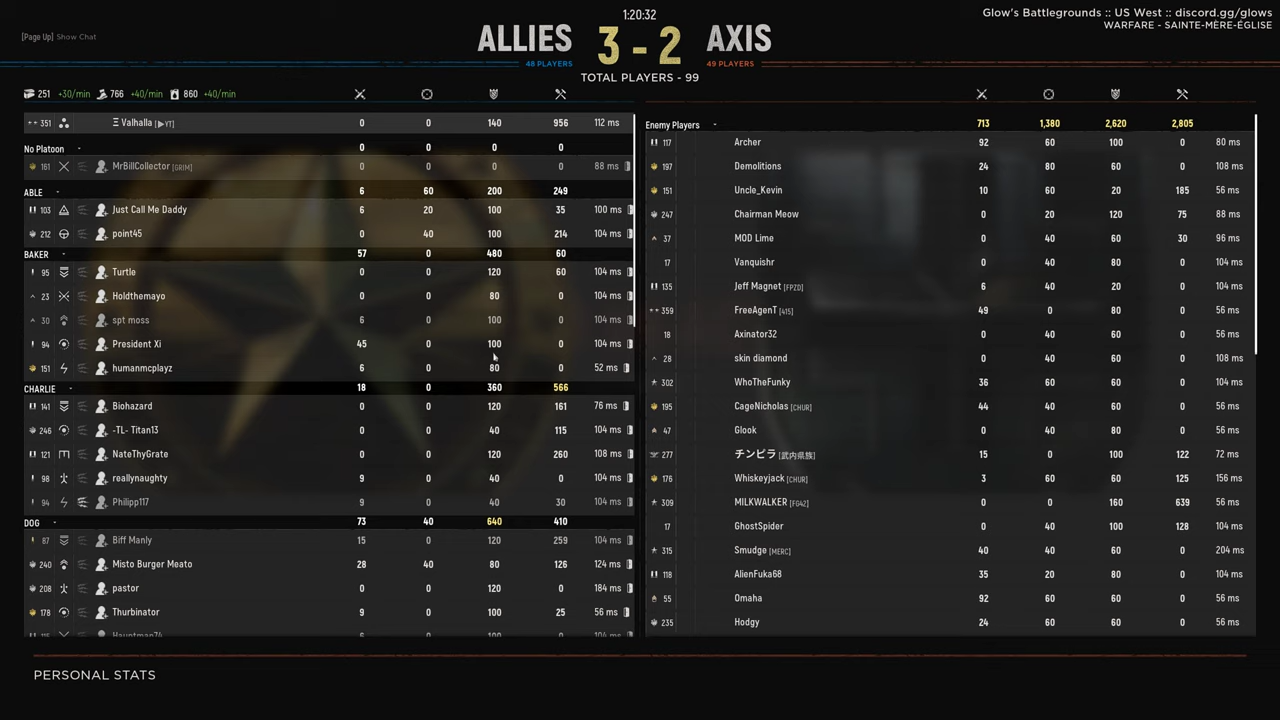 1:20:32
Glow's Battlegrounds :: US West :: discord.gg/glows
WARFARE - SAINTE-MÈRE-ÉGLISE
[Page Up] Show Chat
ALLIES 3 - 2 AXIS
48 PLAYERS 49 PLAYERS
TOTAL PLAYERS - 99
251 +30/min 766 +40/min 860 +40/min
351 Ξ Valhalla [▶YT] 0 0 140 956 112 ms
No Platoon - 0 0 0 0
161 MrBillCollector [GRIM] 0 0 0 0 88 ms
ABLE - 6 60 200 249
103 Just Call Me Daddy 6 20 100 35 100 ms
212 point45 0 40 100 214 104 ms
BAKER - 57 0 480 60
95 Turtle 0 0 120 60 104 ms
23 Holdthemayo 0 0 80 0 104 ms
30 spt moss 6 0 100 0 104 ms
94 President Xi 45 0 100 0 104 ms
151 humanmcplayz 6 0 80 0 52 ms
CHARLIE - 18 0 360 566
141 Biohazard 0 0 120 161 76 ms
246 -TL- Titan13 0 0 40 115 104 ms
121 NateThyGrate 0 0 120 260 108 ms
98 reallynaughty 9 0 40 0 104 ms
94 Philipp117 9 0 40 30 104 ms
DOG - 73 40 640 410
87 Biff Manly 15 0 120 259 104 ms
240 Misto Burger Meato 28 40 80 126 124 ms
208 pastor 0 0 120 0 184 ms
178 Thurbinator 9 0 100 25 56 ms
Hauptman74 6 0 100 0 104 ms
Enemy Players - 713 1,380 2,620 2,805
117 Archer 92 60 100 0 80 ms
197 Demolitions 24 80 60 0 108 ms
151 Uncle_Kevin 10 60 20 185 56 ms
247 Chairman Meow 0 20 120 75 88 ms
37 MOD Lime 0 40 60 30 96 ms
17 Vanquishr 0 40 80 0 104 ms
135 Jeff Magnet [FPZD] 6 40 20 0 104 ms
359 FreeAgenT [415] 49 0 80 0 56 ms
18 Axinator32 0 40 60 0 56 ms
28 skin diamond 0 40 60 0 108 ms
302 WhoTheFunky 36 60 60 0 104 ms
195 CageNicholas [CHUR] 44 40 60 0 56 ms
47 Glook 0 40 80 0 56 ms
277 チンピラ [武内県族] 15 0 100 122 72 ms
176 Whiskeyjack [CHUR] 3 60 60 125 156 ms
309 MILKWALKER [FG42] 0 0 160 639 56 ms
17 GhostSpider 0 40 100 128 104 ms
315 Smudge [MERC] 40 40 60 0 204 ms
118 AlienFuka68 35 20 80 0 104 ms
55 Omaha 92 60 60 0 56 ms
235 Hodgy 24 60 60 0 56 ms
PERSONAL STATS